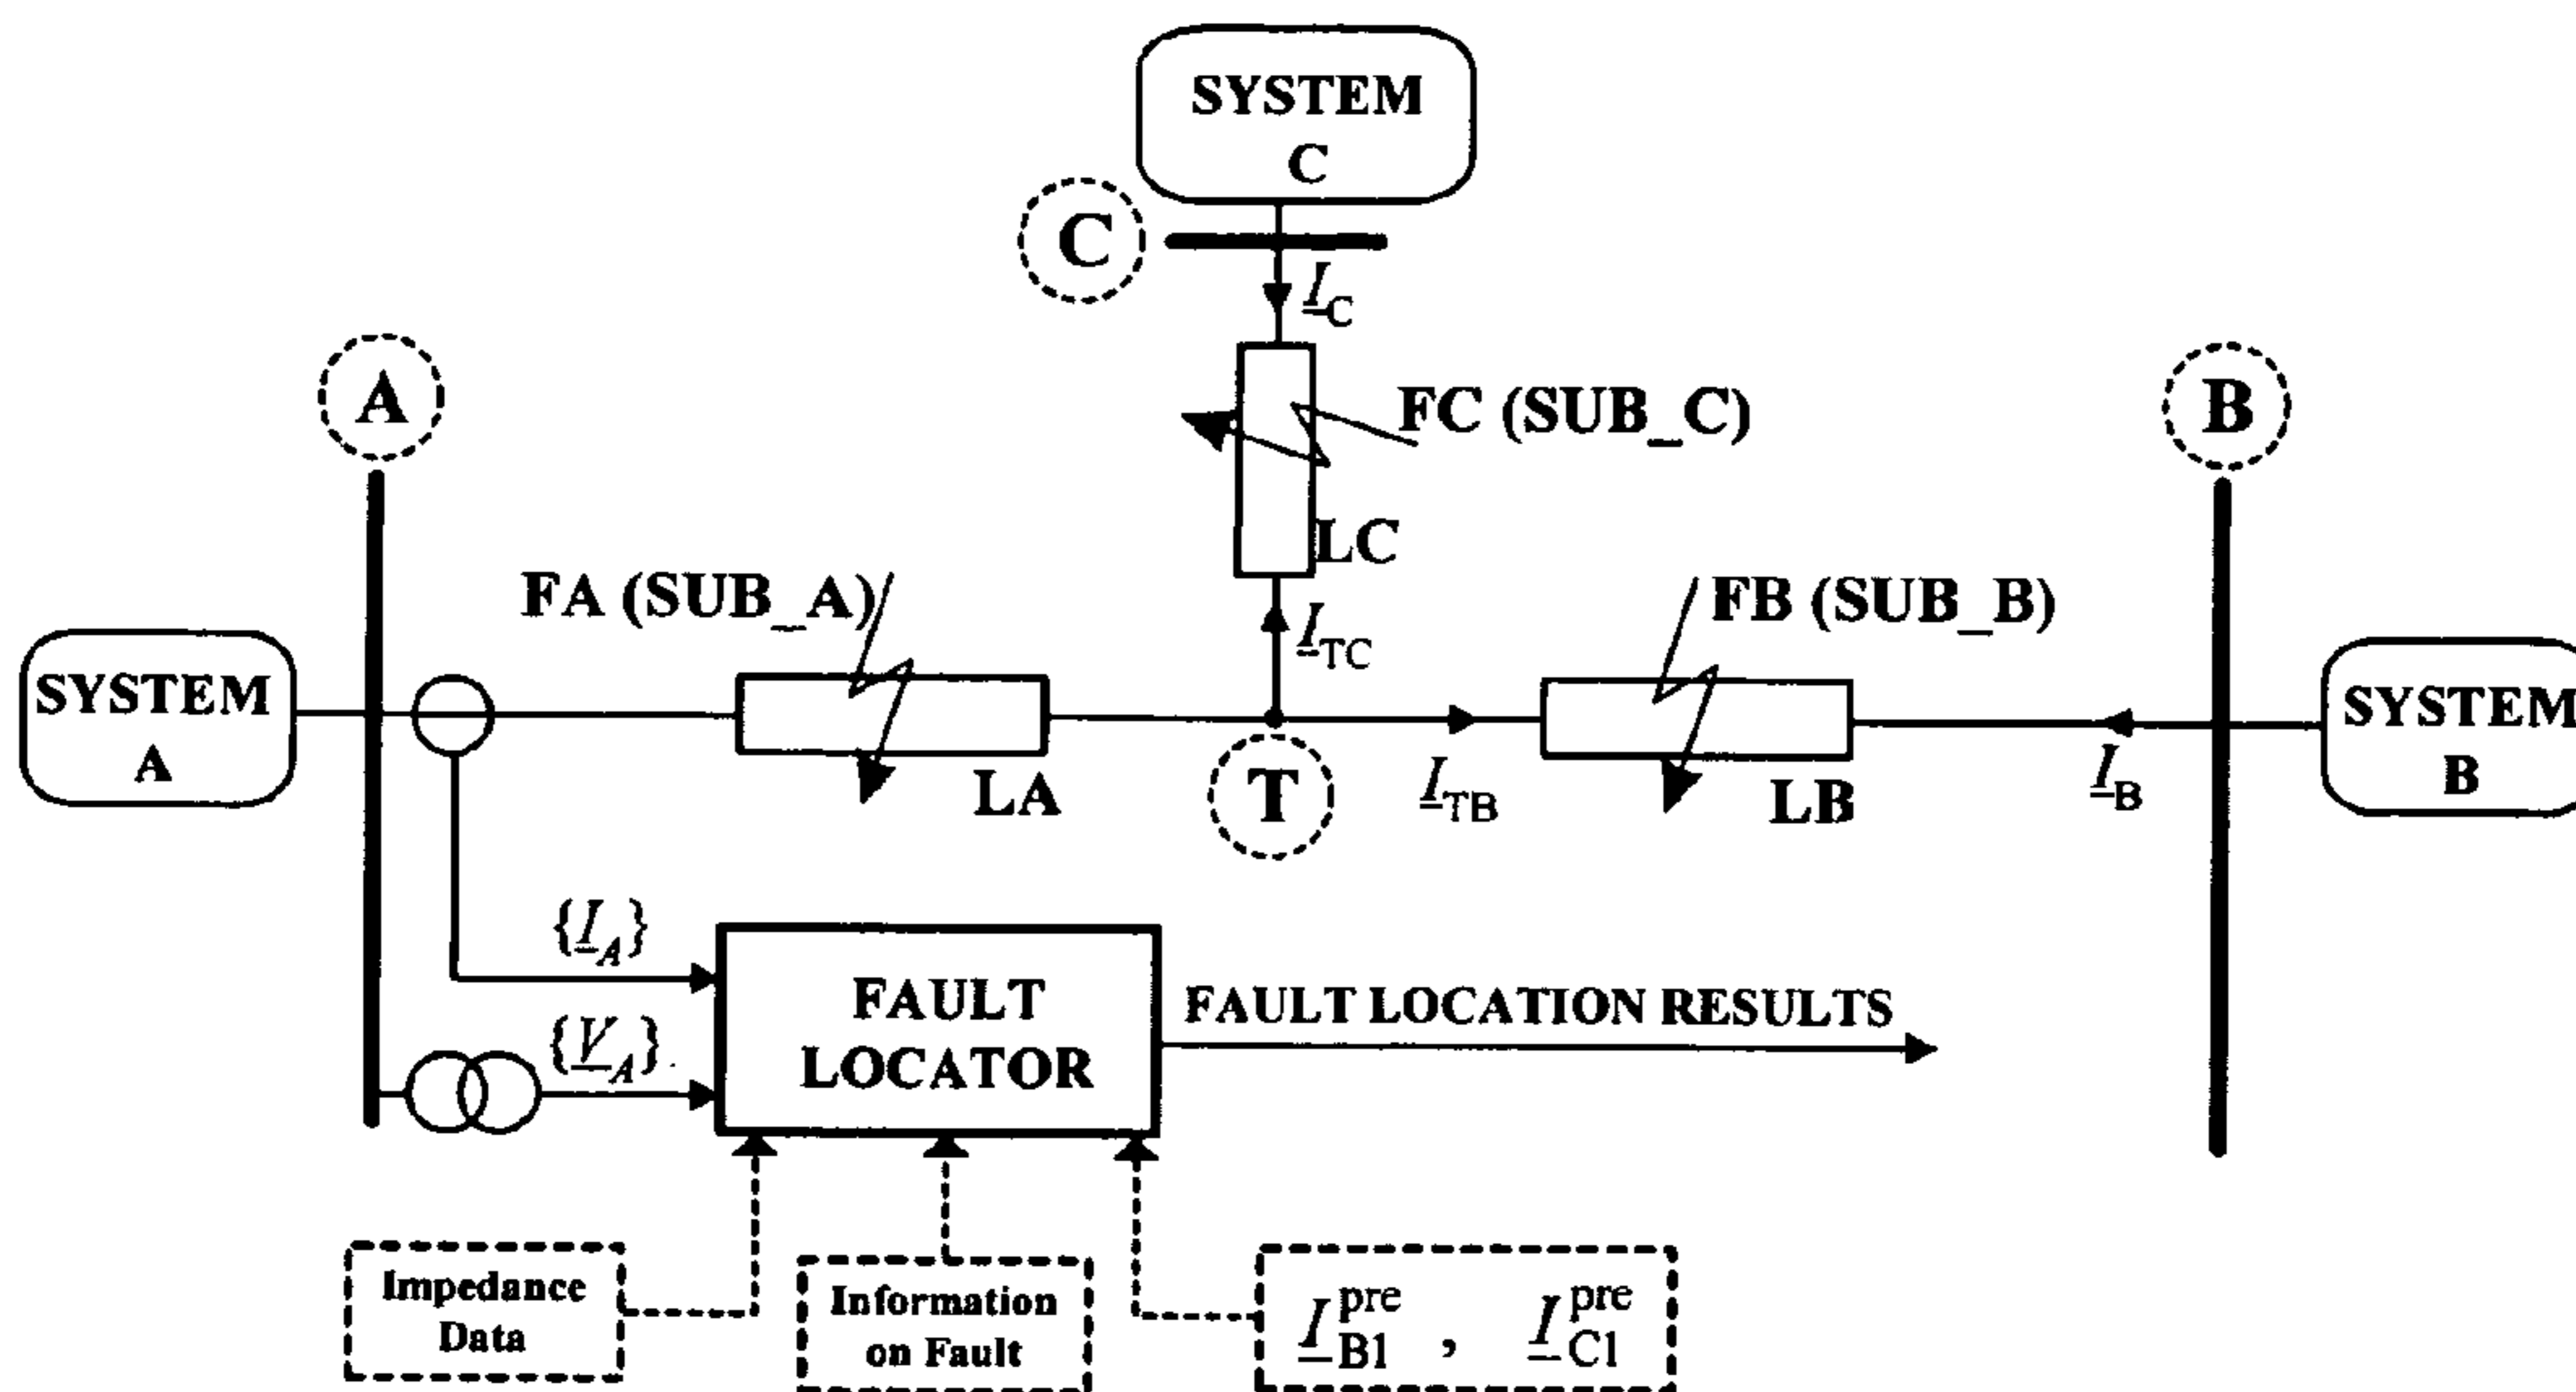 SYSTEM
C
C
I_C
A
FC (SUB_C)
B
LC
FA (SUB_A)
I_TC
FB (SUB_B)
SYSTEM
A
LA
T
I_TB
LB
I_B
SYSTEM
B
{I_A}
{V_A}
FAULT
LOCATOR
FAULT LOCATION RESULTS
Impedance
Data
Information
on Fault
I_B1^pre , I_C1^pre